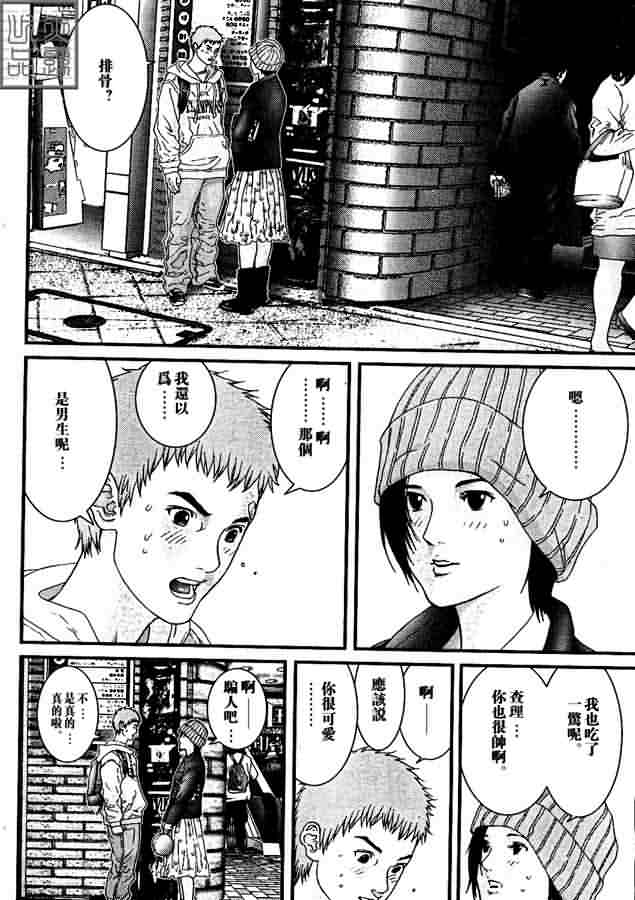 排骨？
嗯…………
啊……啊
……那個
我還以
爲……
是男生呢…
我也吃了
一驚呢。
查理…
你也很帥啊。
啊——
應該說
你很可愛
………
啊——
騙人吧…
不…
是真的…
真的啦。